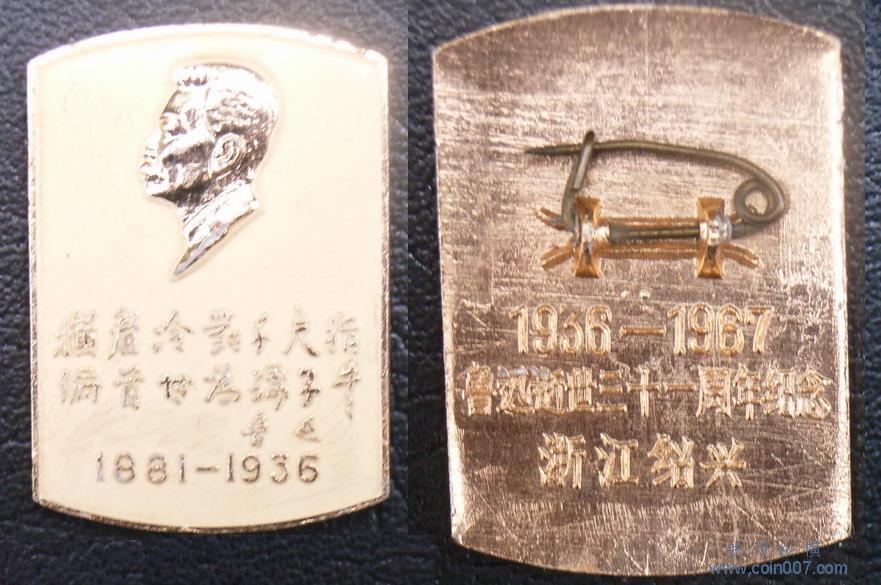 横眉冷对千夫指
俯首甘为孺子牛
鲁迅
1881-1936
1936—1967
鲁迅逝世三十一周年纪念
浙江绍兴
www.coin007.com